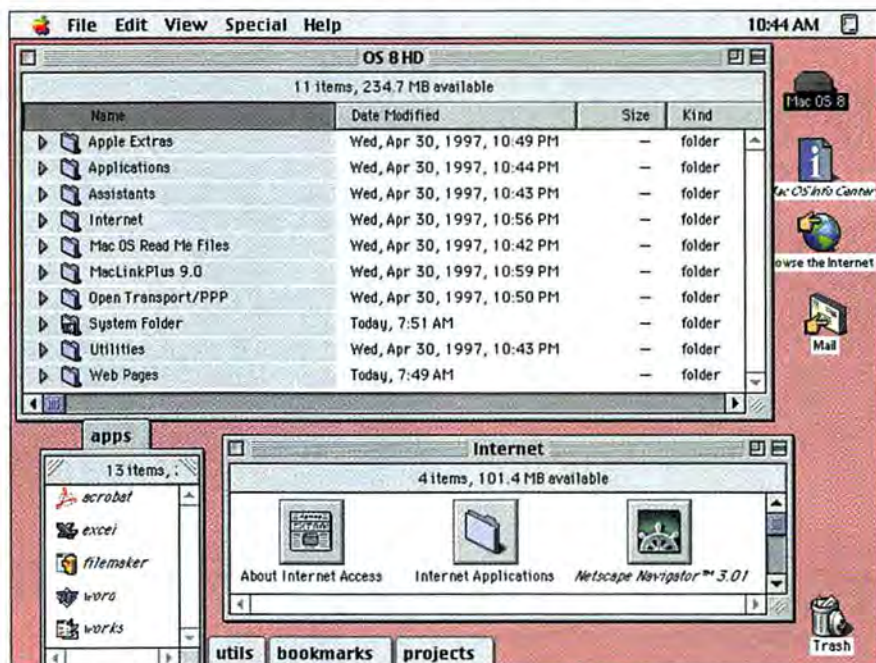 File Edit View Special Help 10:44 AM
OS 8 HD
11 items, 234.7 MB available
Name Date Modified Size Kind
Apple Extras Wed, Apr 30, 1997, 10:49 PM — folder
Applications Wed, Apr 30, 1997, 10:44 PM — folder
Assistants Wed, Apr 30, 1997, 10:43 PM — folder
Internet Wed, Apr 30, 1997, 10:56 PM — folder
Mac OS Read Me Files Wed, Apr 30, 1997, 10:42 PM — folder
MacLinkPlus 9.0 Wed, Apr 30, 1997, 10:59 PM — folder
Open Transport/PPP Wed, Apr 30, 1997, 10:50 PM — folder
System Folder Today, 7:51 AM — folder
Utilities Wed, Apr 30, 1997, 10:43 PM — folder
Web Pages Today, 7:49 AM — folder
Mac OS 8
ac OS Info Center
owse the Internet
Mail
apps
13 items,
acrobat
excel
filemaker
word
works
Internet
4 items, 101.4 MB available
About Internet Access Internet Applications Netscape Navigator™ 3.01
utils bookmarks projects
Trash